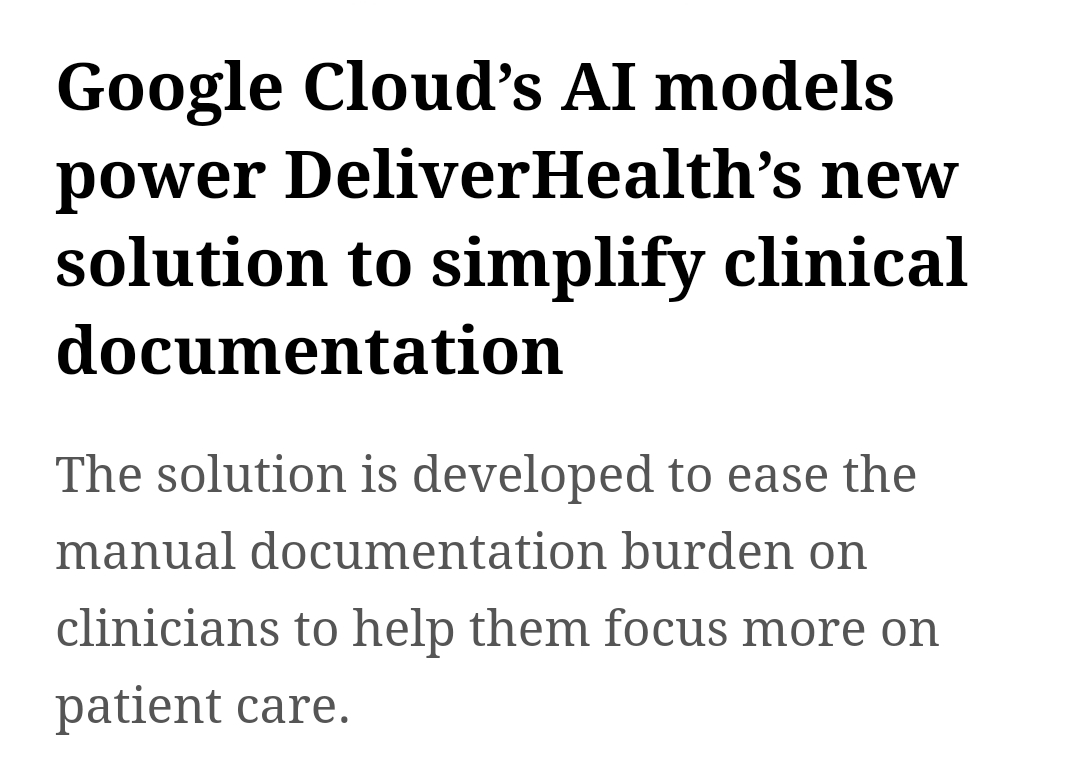 Google Cloud’s AI models
power DeliverHealth’s new
solution to simplify clinical
documentation
The solution is developed to ease the
manual documentation burden on
clinicians to help them focus more on
patient care.